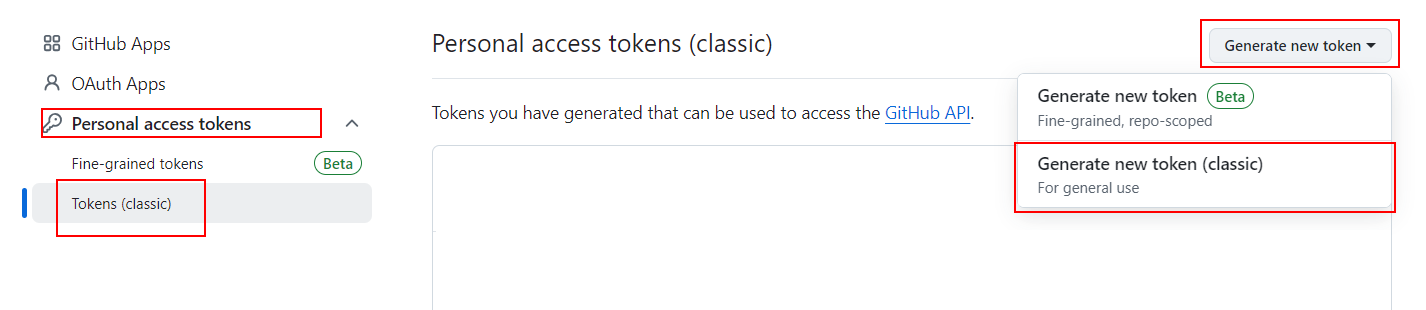 GitHub Apps
OAuth Apps
Personal access tokens
Fine-grained tokens Beta
Tokens (classic)
Personal access tokens (classic)
Generate new token
Tokens you have generated that can be used to access the GitHub API.
Generate new token Beta
Fine-grained, repo-scoped
Generate new token (classic)
For general use